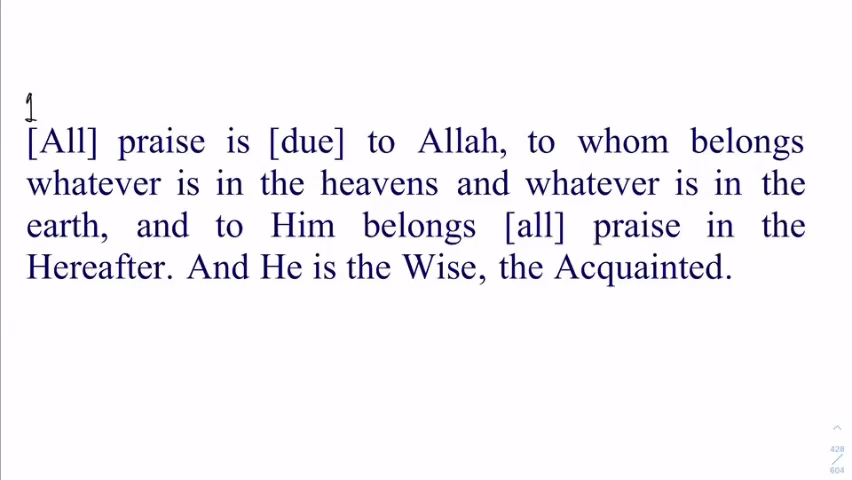 1
[All] praise is [due] to Allah, to whom belongs
whatever is in the heavens and whatever is in the
earth, and to Him belongs [all] praise in the
Hereafter. And He is the Wise, the Acquainted.
428
/
604